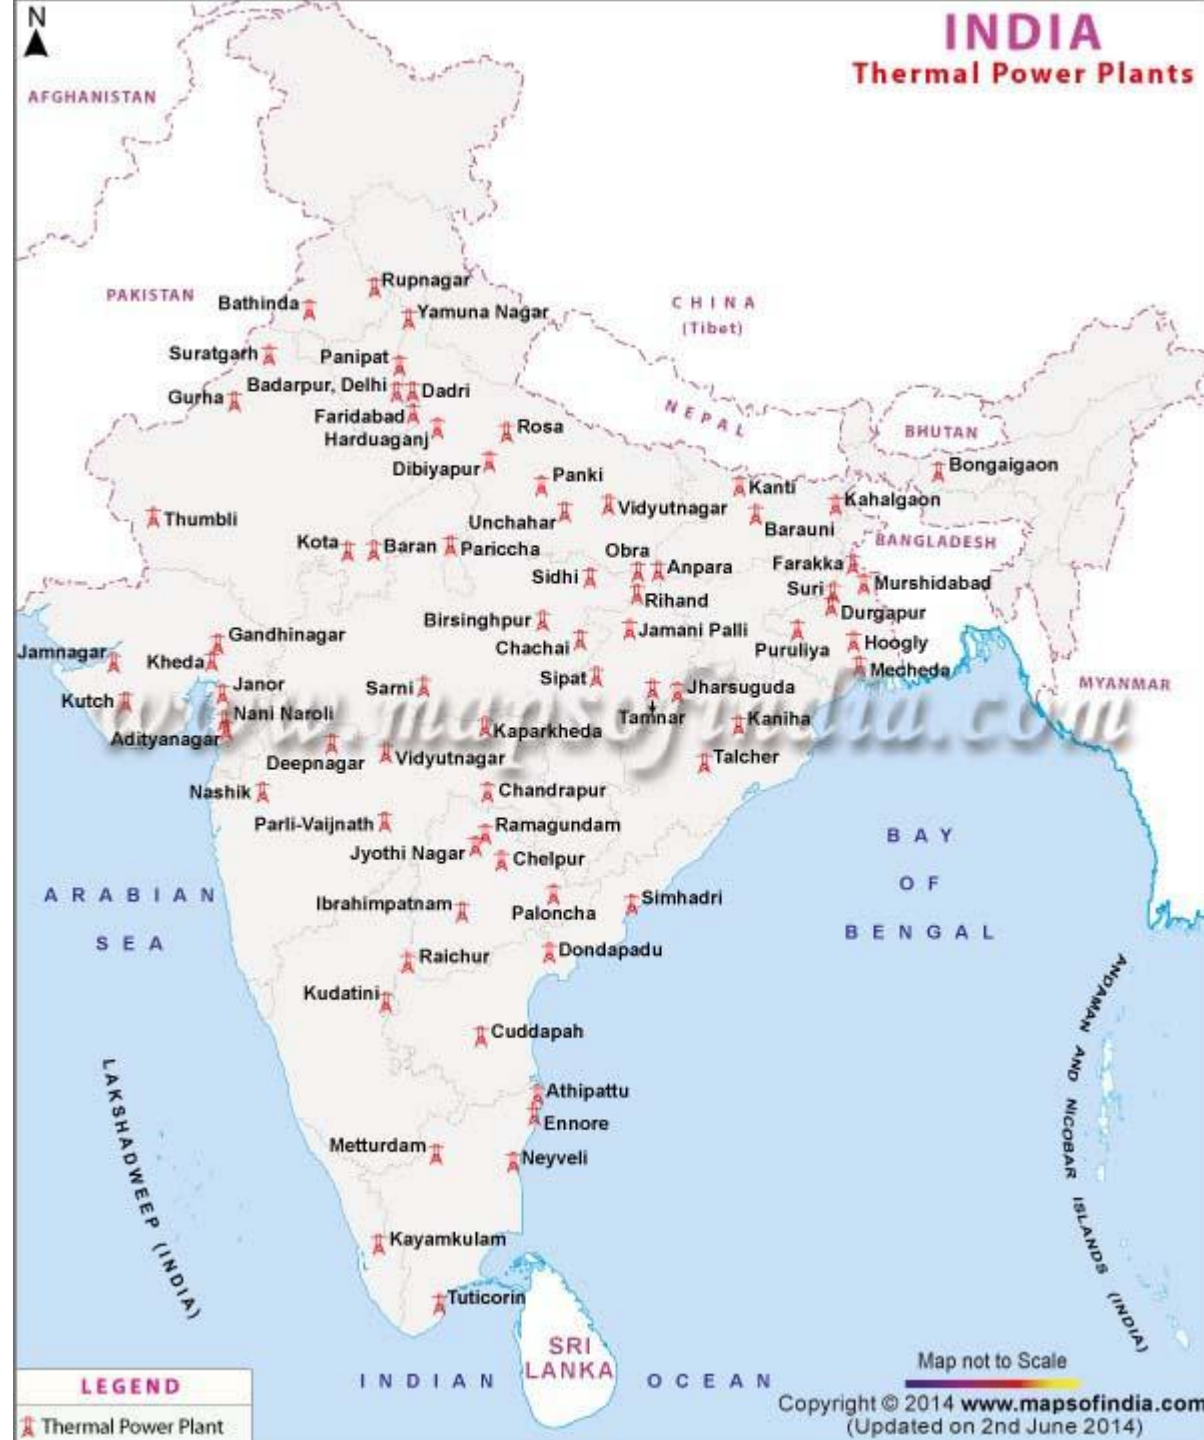 N
INDIA
Thermal Power Plants
AFGHANISTAN
PAKISTAN
CHINA
(Tibet)
NEPAL
BHUTAN
BANGLADESH
MYANMAR
Rupnagar
Bathinda
Yamuna Nagar
Suratgarh
Panipat
Badarpur, Delhi
Dadri
Gurha
Faridabad
Harduaganj
Rosa
Dibiyapur
Panki
Kanti
Bongaigaon
Kahalgaon
Thumbli
Unchahar
Vidyutnagar
Barauni
Kota
Baran
Pariccha
Obra
Anpara
Farakka
Sidhi
Suri
Murshidabad
Rihand
Durgapur
Birsinghpur
Jamani Palli
Chachai
Puruliya
Hoogly
Gandhinagar
Jamnagar
Kheda
Mecheda
Sipat
Janor
Sarni
Jharsuguda
Kutch
Nani Naroli
Tamnar
Kaniha
www.mapsofindia.com
Adityanagar
Kaparkheda
Deepnagar
Vidyutnagar
Talcher
Nashik
Chandrapur
Parli-Vaijnath
Ramagundam
Jyothi Nagar
Chelpur
Ibrahimpatnam
Paloncha
Simhadri
Raichur
Dondapadu
Kudatini
Cuddapah
Athipattu
Ennore
Metturdam
Neyveli
Kayamkulam
Tuticorin
ARABIAN
SEA
BAY
OF
BENGAL
LAKSHADWEEP (INDIA)
ANDAMAN AND NICOBAR ISLANDS (INDIA)
SRI
LANKA
INDIAN OCEAN
LEGEND
Thermal Power Plant
Map not to Scale
Copyright © 2014 www.mapsofindia.com
(Updated on 2nd June 2014)